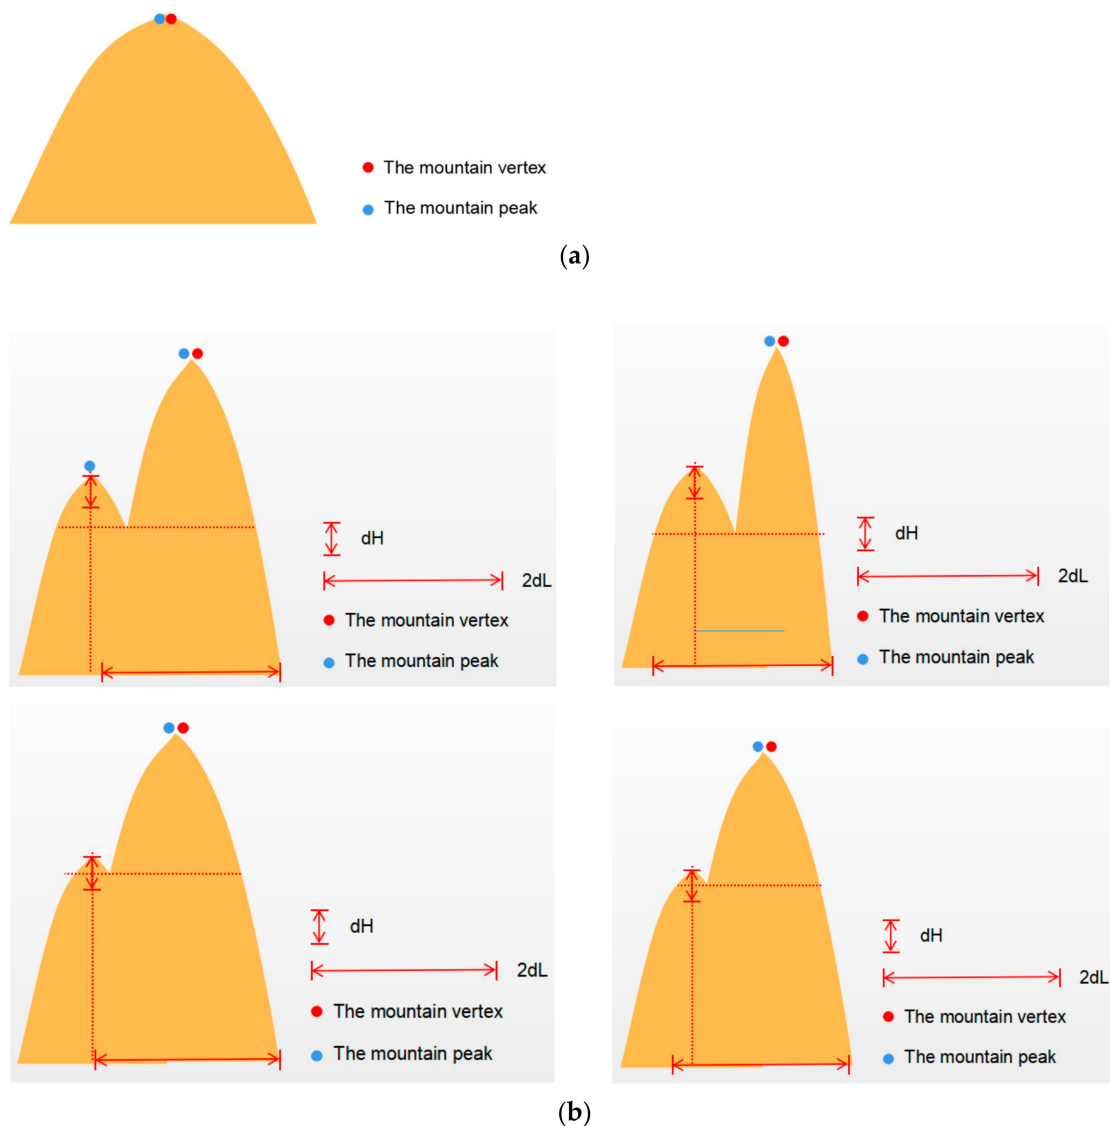 The mountain vertex
The mountain peak
(a)
dH
2dL
The mountain vertex
The mountain peak
dH
2dL
The mountain vertex
The mountain peak
dH
2dL
The mountain vertex
The mountain peak
dH
2dL
The mountain vertex
The mountain peak
(b)